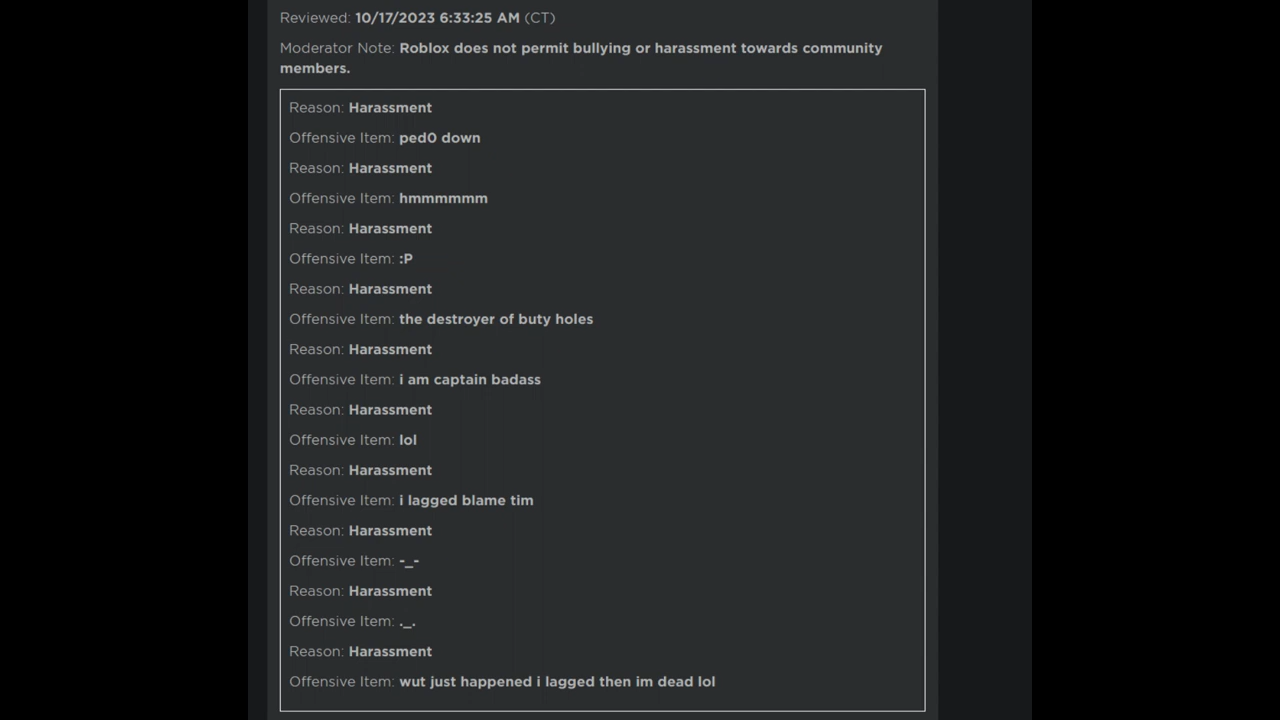 Reviewed: 10/17/2023 6:33:25 AM (CT)
Moderator Note: Roblox does not permit bullying or harassment towards community
members.
Reason: Harassment
Offensive Item: ped0 down
Reason: Harassment
Offensive Item: hmmmmmm
Reason: Harassment
Offensive Item: :P
Reason: Harassment
Offensive Item: the destroyer of buty holes
Reason: Harassment
Offensive Item: i am captain badass
Reason: Harassment
Offensive Item: lol
Reason: Harassment
Offensive Item: i lagged blame tim
Reason: Harassment
Offensive Item: -_-
Reason: Harassment
Offensive Item: ._.
Reason: Harassment
Offensive Item: wut just happened i lagged then im dead lol